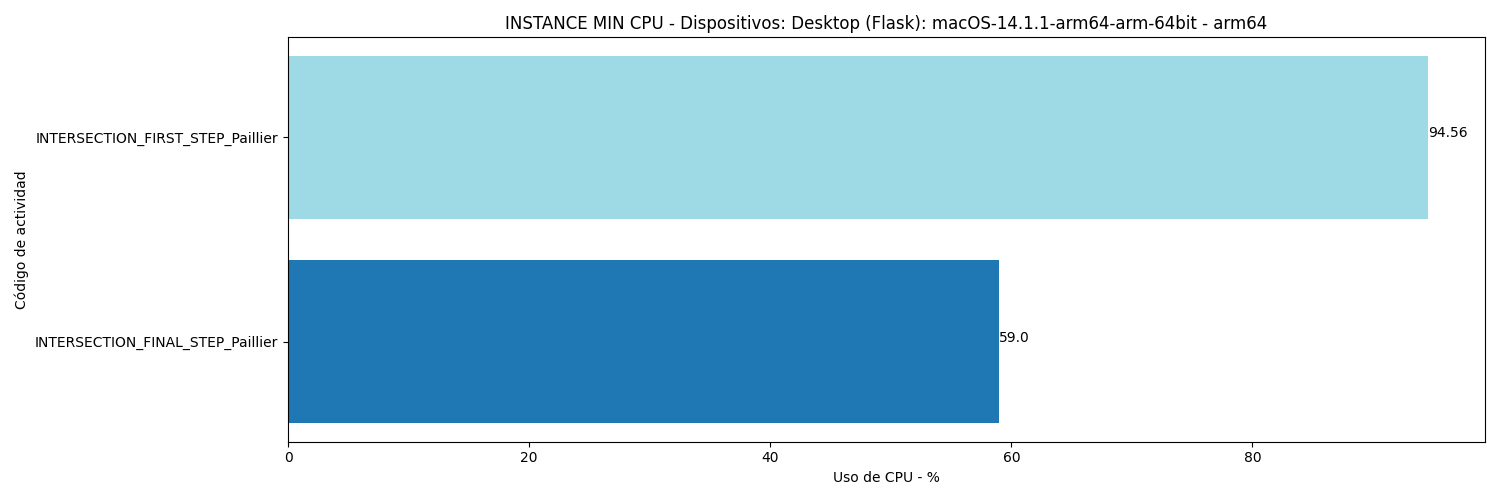 INSTANCE MIN CPU - Dispositivos: Desktop (Flask): macOS-14.1.1-arm64-arm-64bit - arm64
Código de actividad
INTERSECTION_FIRST_STEP_Paillier
94.56
INTERSECTION_FINAL_STEP_Paillier
59.0
0 20 40 60 80
Uso de CPU - %